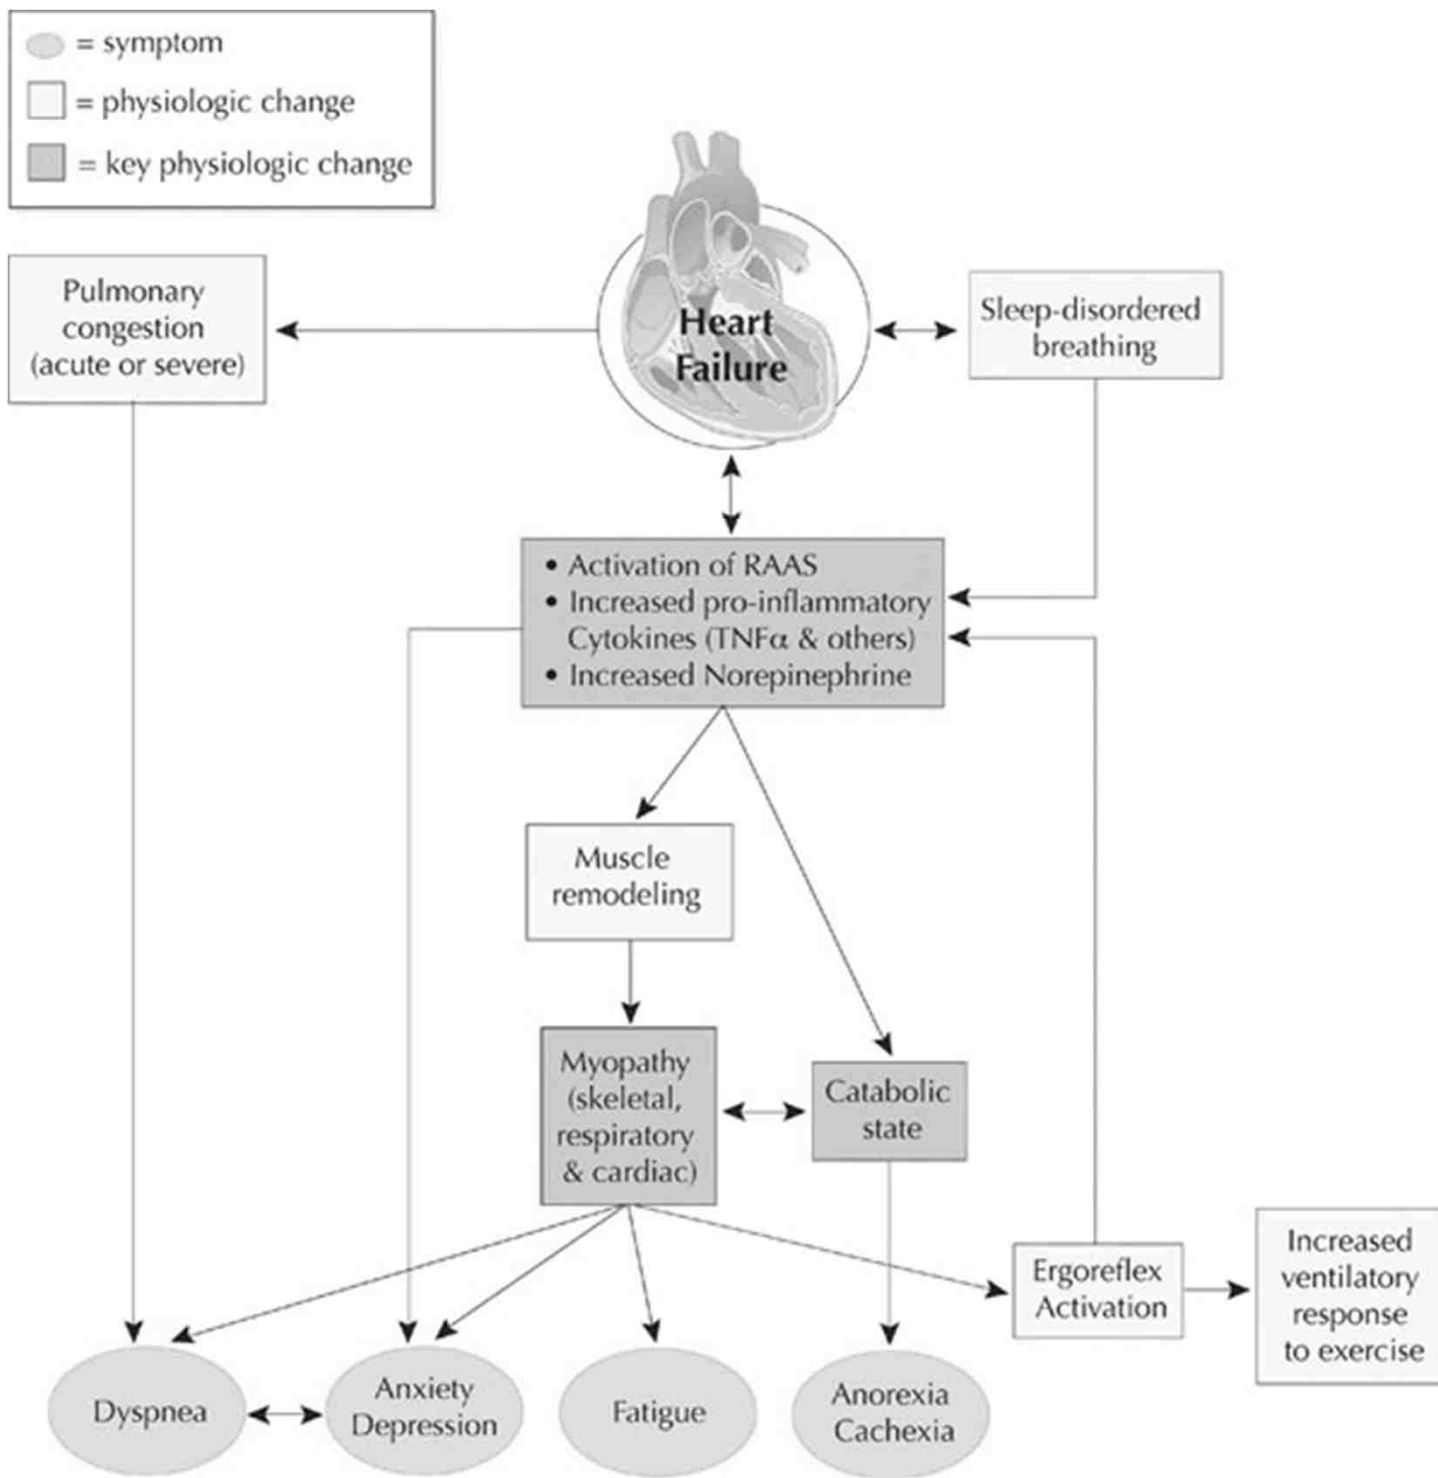 = symptom
= physiologic change
= key physiologic change
Pulmonary
congestion
(acute or severe)
Heart
Failure
Sleep-disordered
breathing
• Activation of RAAS
• Increased pro-inflammatory
Cytokines (TNFα & others)
• Increased Norepinephrine
Muscle
remodeling
Myopathy
(skeletal,
respiratory
& cardiac)
Catabolic
state
Ergoreflex
Activation
Increased
ventilatory
response
to exercise
Dyspnea
Anxiety
Depression
Fatigue
Anorexia
Cachexia